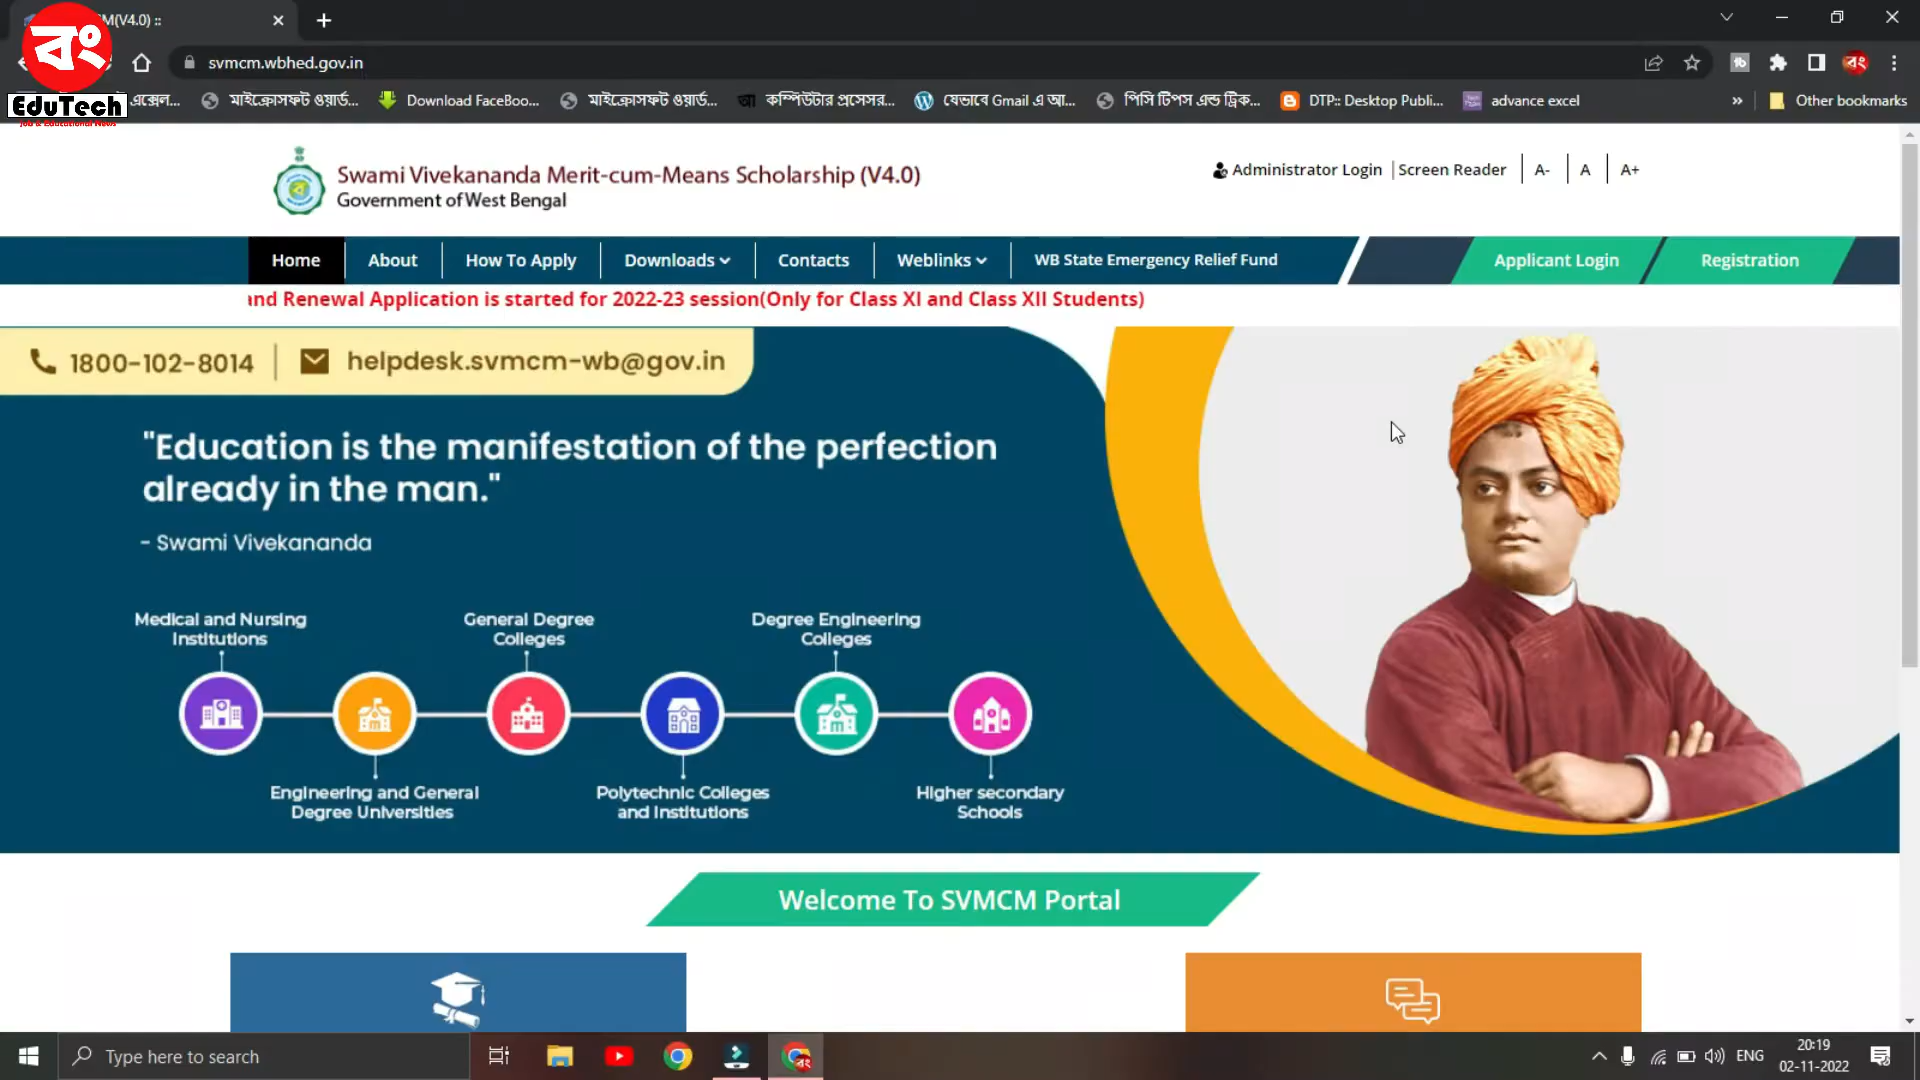 CM(V4.0) ::
svmcm.wbhed.gov.in
বং
EduTech
Job & Educational News
এক্সেল...
মাইক্রোসফট ওয়ার্ড...
Download FaceBoo...
মাইক্রোসফট ওয়ার্ড...
আ কম্পিউটার প্রসেসর...
যেভাবে Gmail এ আ...
পিসি টিপস এন্ড ট্রিক...
DTP:: Desktop Publi...
advance excel
» Other bookmarks
Swami Vivekananda Merit-cum-Means Scholarship (V4.0)
Government of West Bengal
Administrator Login | Screen Reader A- A A+
Home About How To Apply Downloads Contacts Weblinks WB State Emergency Relief Fund Applicant Login Registration
and Renewal Application is started for 2022-23 session(Only for Class XI and Class XII Students)
1800-102-8014 helpdesk.svmcm-wb@gov.in
"Education is the manifestation of the perfection
already in the man."
- Swami Vivekananda
Medical and Nursing
Institutions
General Degree
Colleges
Degree Engineering
Colleges
Engineering and General
Degree Universities
Polytechnic Colleges
and Institutions
Higher secondary
Schools
Welcome To SVMCM Portal
Type here to search
বং
ENG
20:19
02-11-2022